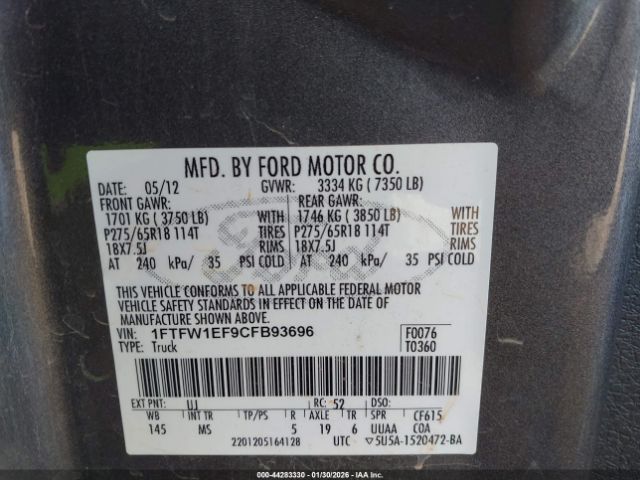 MFD. BY FORD MOTOR CO.
DATE: 05/12 GVWR: 3334 KG ( 7350 LB)
FRONT GAWR: REAR GAWR:
1701 KG ( 3750 LB) WITH 1746 KG ( 3850 LB) WITH
P275/65R18 114T TIRES P275/65R18 114T TIRES
18X7.5J RIMS 18X7.5J RIMS
AT 240 kPa/ 35 PSI COLD AT 240 kPa/ 35 PSI COLD
THIS VEHICLE CONFORMS TO ALL APPLICABLE FEDERAL MOTOR
VEHICLE SAFETY STANDARDS IN EFFECT ON THE DATE OF
MANUFACTURE SHOWN ABOVE.
VIN: 1FTFW1EF9CFB93696 F0076
TYPE: Truck T0360
EXT PNT: UJ RC: 52 DSO:
WB INT TR TP/PS R AXLE TR SPR CF615
145 MS 5 19 6 UUAA COA
2201205164128 UTC 5U5A-1520472-BA
000-44283330 - 01/30/2026 - IAAI.COM